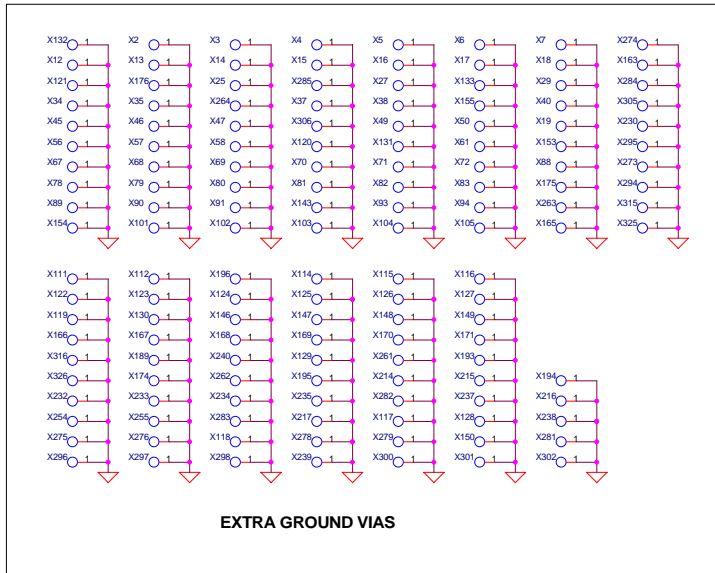 X132 1 X2 1 X3 1 X4 1 X5 1 X6 1 X7 1 X274 1
X12 1 X13 1 X14 1 X15 1 X16 1 X17 1 X18 1 X163 1
X121 1 X176 1 X25 1 X285 1 X27 1 X133 1 X29 1 X284 1
X34 1 X35 1 X264 1 X37 1 X38 1 X155 1 X40 1 X305 1
X45 1 X46 1 X47 1 X306 1 X49 1 X50 1 X19 1 X230 1
X56 1 X57 1 X58 1 X120 1 X131 1 X61 1 X153 1 X295 1
X67 1 X68 1 X69 1 X70 1 X71 1 X72 1 X88 1 X273 1
X78 1 X79 1 X80 1 X81 1 X82 1 X83 1 X175 1 X294 1
X89 1 X90 1 X91 1 X143 1 X93 1 X94 1 X263 1 X315 1
X154 1 X101 1 X102 1 X103 1 X104 1 X105 1 X165 1 X325 1
X111 1 X112 1 X196 1 X114 1 X115 1 X116 1
X122 1 X123 1 X124 1 X125 1 X126 1 X127 1
X119 1 X130 1 X146 1 X147 1 X148 1 X149 1
X166 1 X167 1 X168 1 X169 1 X170 1 X171 1
X316 1 X189 1 X240 1 X129 1 X261 1 X193 1
X326 1 X174 1 X262 1 X195 1 X214 1 X215 1 X194 1
X232 1 X233 1 X234 1 X235 1 X282 1 X237 1 X216 1
X254 1 X255 1 X283 1 X217 1 X117 1 X128 1 X238 1
X275 1 X276 1 X118 1 X278 1 X279 1 X150 1 X281 1
X296 1 X297 1 X298 1 X239 1 X300 1 X301 1 X302 1
EXTRA GROUND VIAS